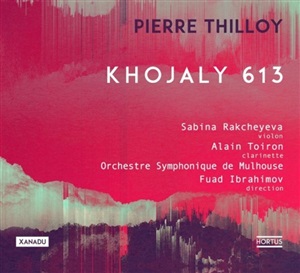 PIERRE THILLOY
KHOJALY 613
Sabina Rakcheyeva
violon
Alain Toiron
clarinette
Orchestre Symphonique de Mulhouse
Fuad Ibrahimov
direction
XANADU
HORTUS